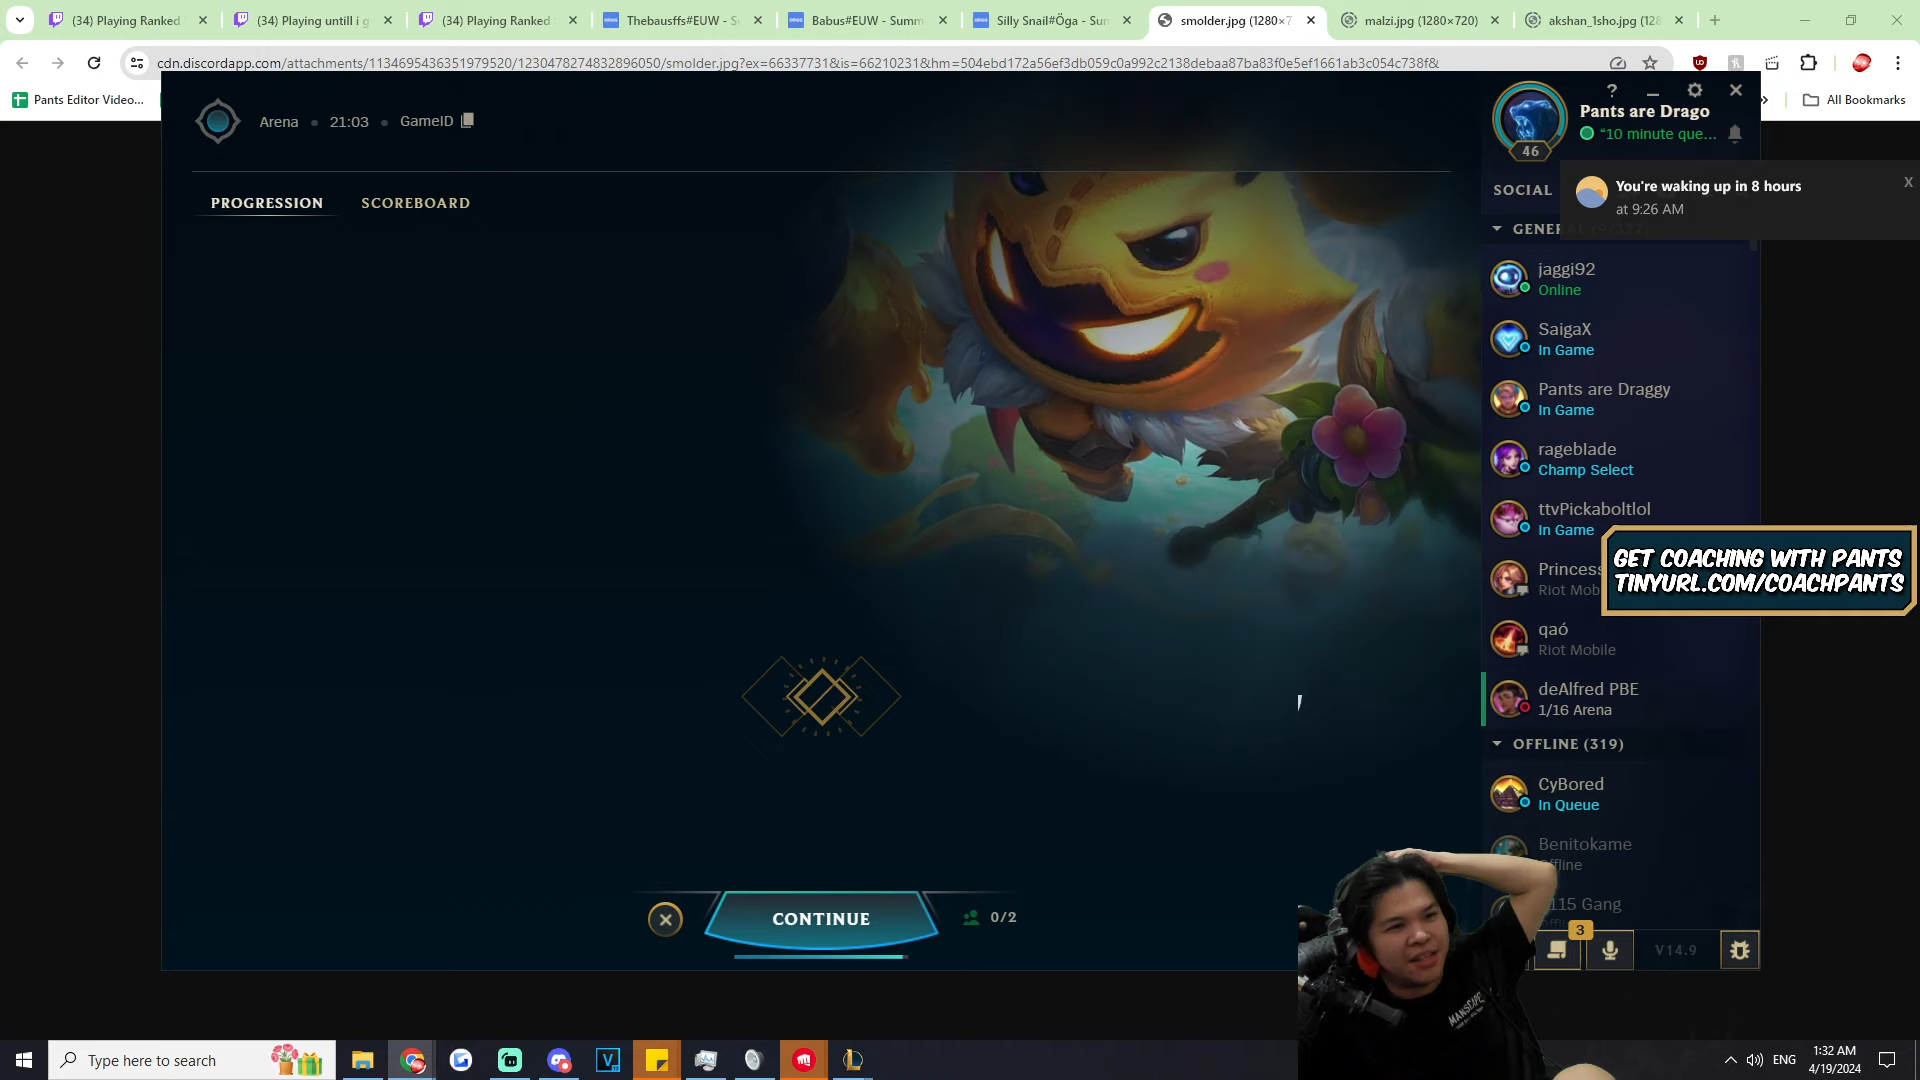 (34) Playing Ranked
(34) Playing untill i g
(34) Playing Ranked
Thebausffs#EUW - S
Babus#EUW - Summ
Silly Snail#Öga - Sun
smolder.jpg (1280×7
malzi.jpg (1280×720)
akshan_1sho.jpg (128
cdn.discordapp.com/attachments/1134695436351979520/1230478274832896050/smolder.jpg?ex=66337731&is=66210231&hm=504ebd172a56ef3db059c0a992c2138debaa87ba83f0e5ef1661ab3c054c738f&
Pants Editor Video...
All Bookmarks
Arena • 21:03 • GameID
PROGRESSION
SCOREBOARD
Pants are Drago
"10 minute que...
46
SOCIAL
You're waking up in 8 hours
at 9:26 AM
X
GENERAL
jaggi92
Online
SaigaX
In Game
Pants are Draggy
In Game
rageblade
Champ Select
ttvPickaboltlol
In Game
GET COACHING WITH PANTS
TINYURL.COM/COACHPANTS
Princess
Riot Mob
qaó
Riot Mobile
deAlfred PBE
1/16 Arena
OFFLINE (319)
CyBored
In Queue
Benitokame
Offline
115 Gang
CONTINUE
0/2
3
V14.9
MANSCAPED
Type here to search
ENG
1:32 AM
4/19/2024